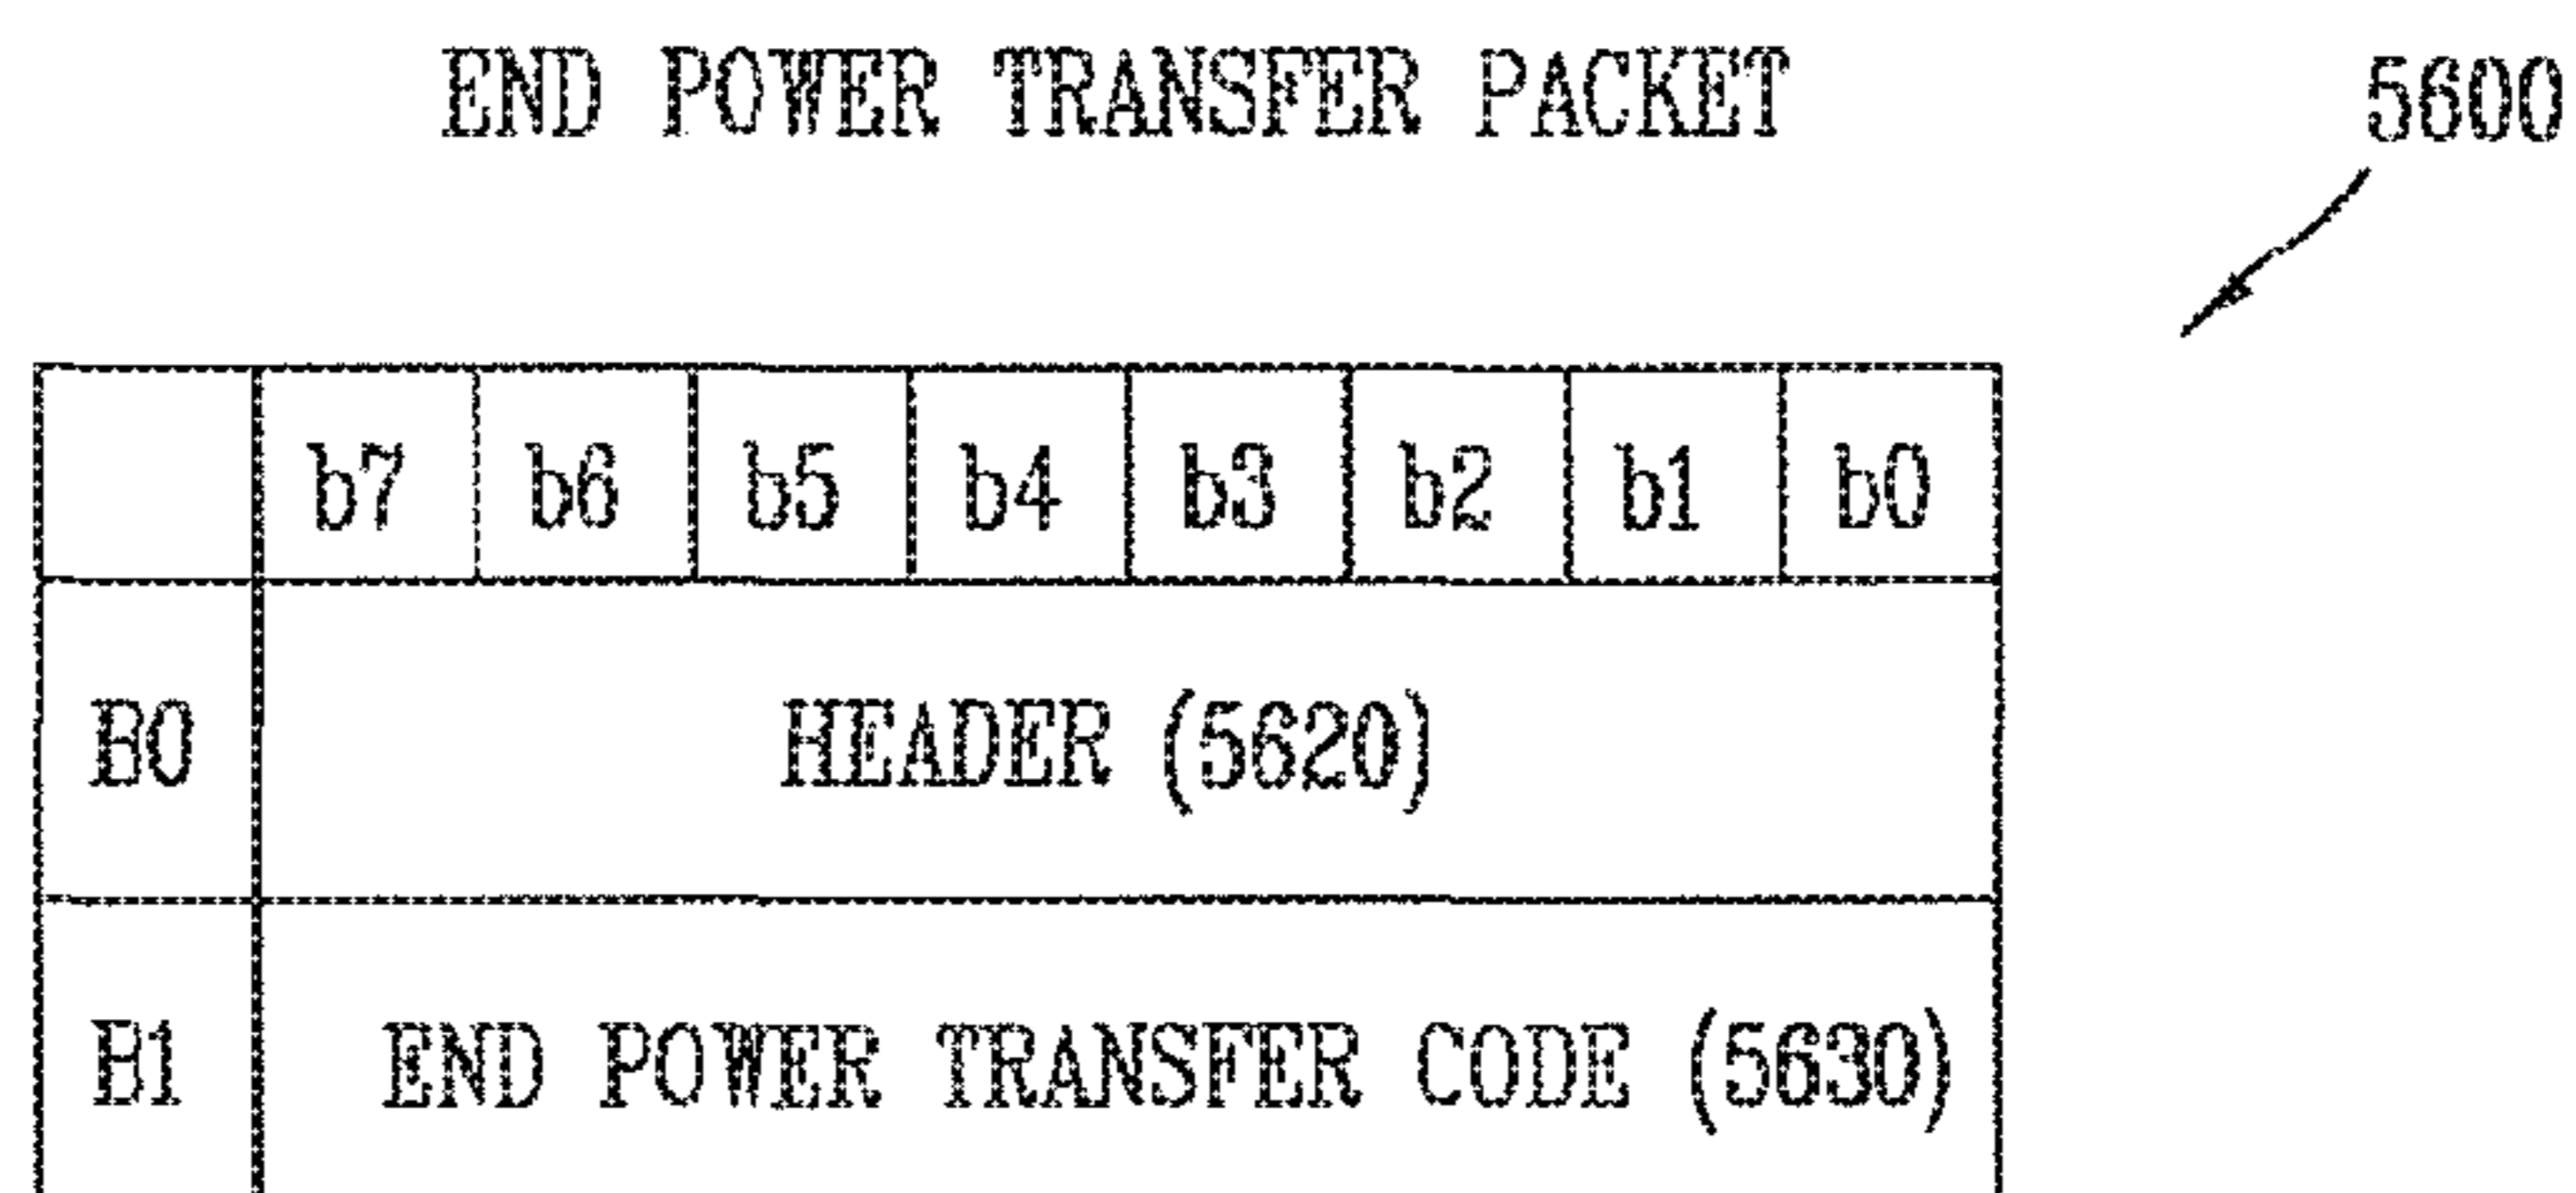 END POWER TRANSFER PACKET 5600
b7 b6 b5 b4 b3 b2 b1 b0
B0 HEADER (5620)
B1 END POWER TRANSFER CODE (5630)